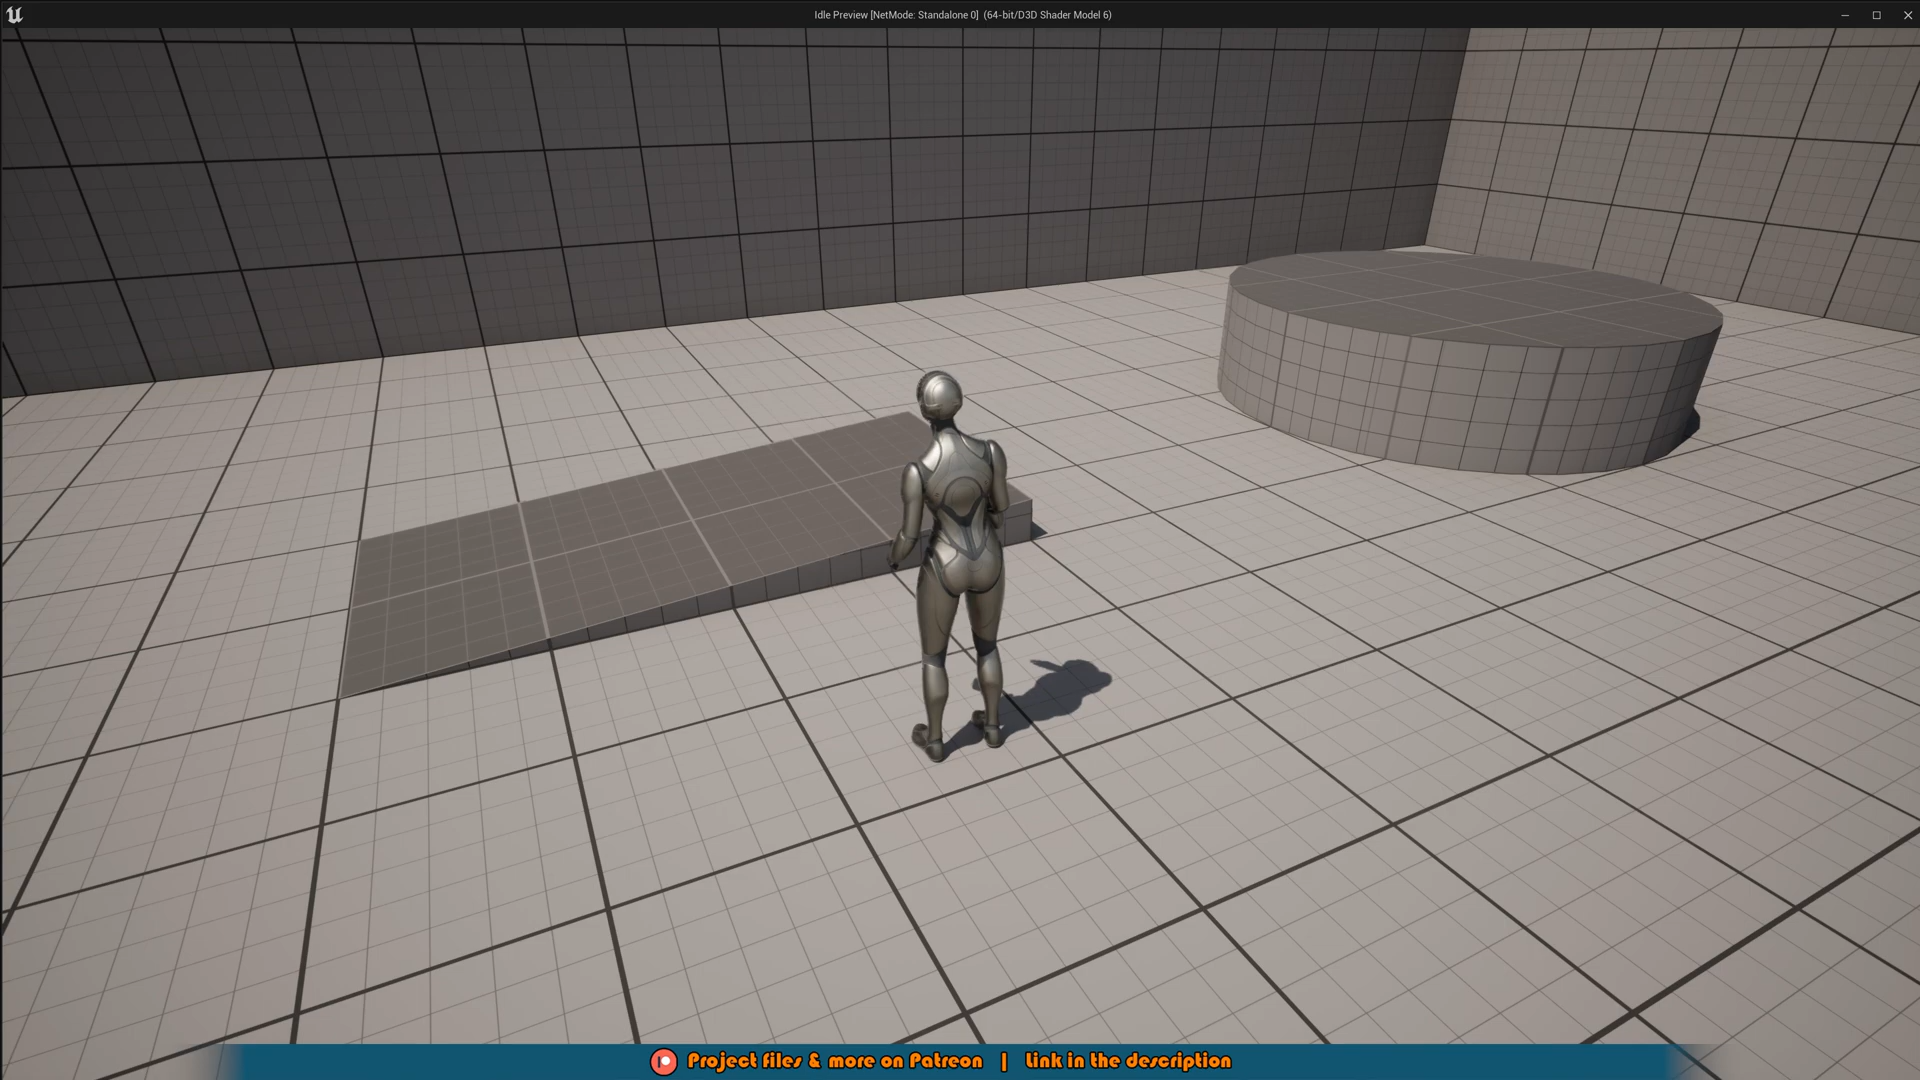 Idle Preview [NetMode: Standalone 0] (64-bit/D3D Shader Model 6)
Project files & more on Patreon | Link in the description